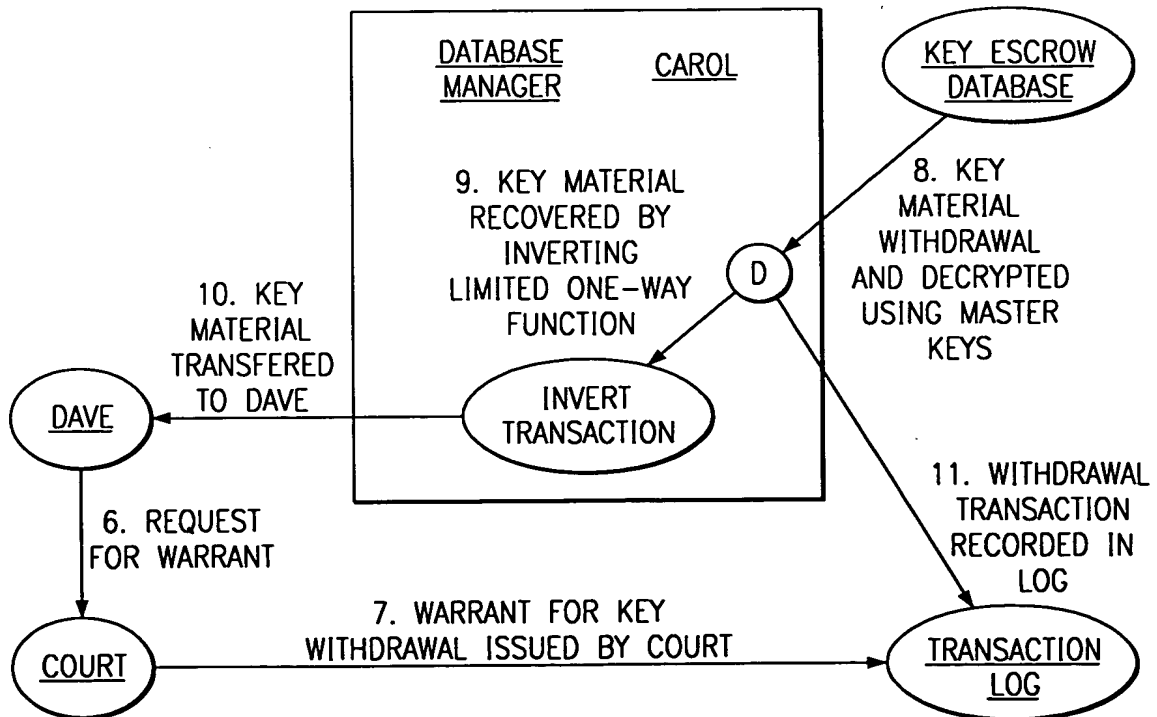 DATABASE
MANAGER
CAROL
KEY ESCROW
DATABASE
8. KEY
MATERIAL
WITHDRAWAL
AND DECRYPTED
USING MASTER
KEYS
9. KEY MATERIAL
RECOVERED BY
INVERTING
LIMITED ONE-WAY
FUNCTION
D
10. KEY
MATERIAL
TRANSFERED
TO DAVE
INVERT
TRANSACTION
DAVE
11. WITHDRAWAL
TRANSACTION
RECORDED IN
LOG
6. REQUEST
FOR WARRANT
7. WARRANT FOR KEY
WITHDRAWAL ISSUED BY COURT
COURT
TRANSACTION
LOG